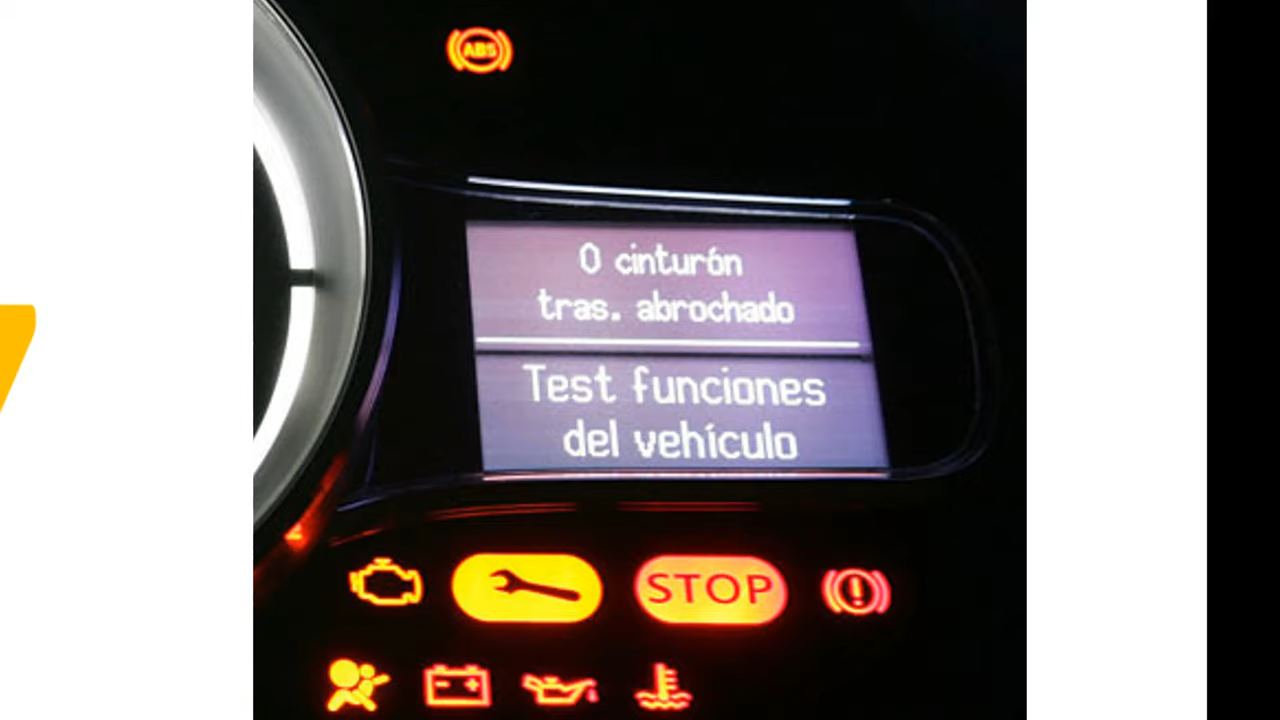 ABS
0 cinturón
tras. abrochado
Test funciones
del vehículo
STOP